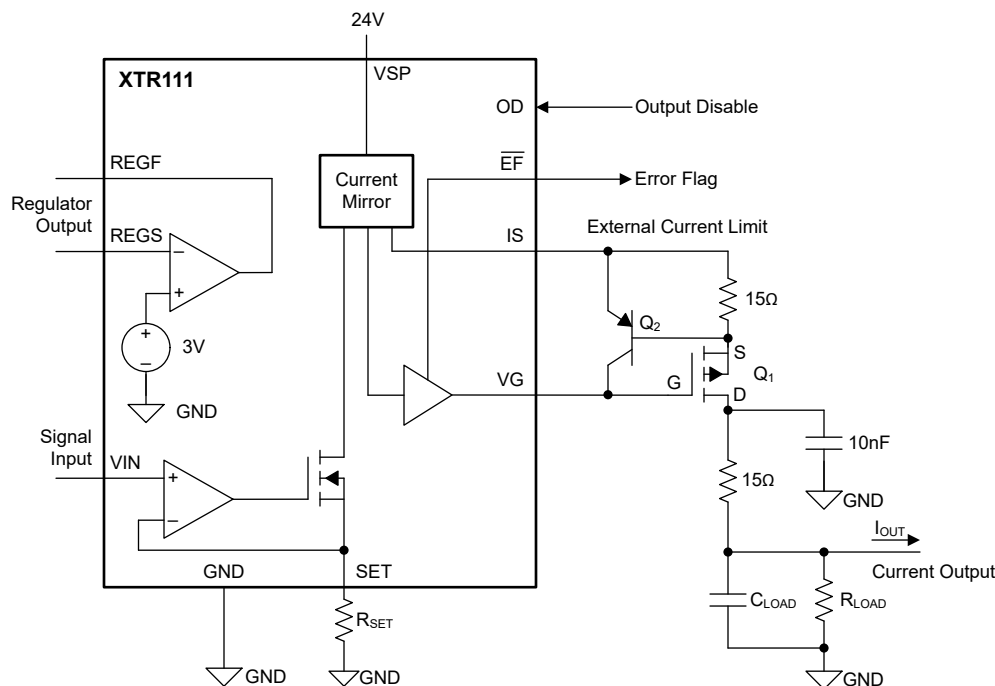 24V
XTR111
VSP
OD
Output Disable
REGF
EF
Error Flag
Current
Mirror
Regulator
Output
IS
External Current Limit
REGS
−
+
15Ω
+
−
3V
Q2
S
Q1
VG
G
D
GND
10nF
Signal
Input
VIN
+
−
15Ω
GND
IOUT
Current Output
GND
SET
CLOAD
RLOAD
RSET
GND
GND
GND